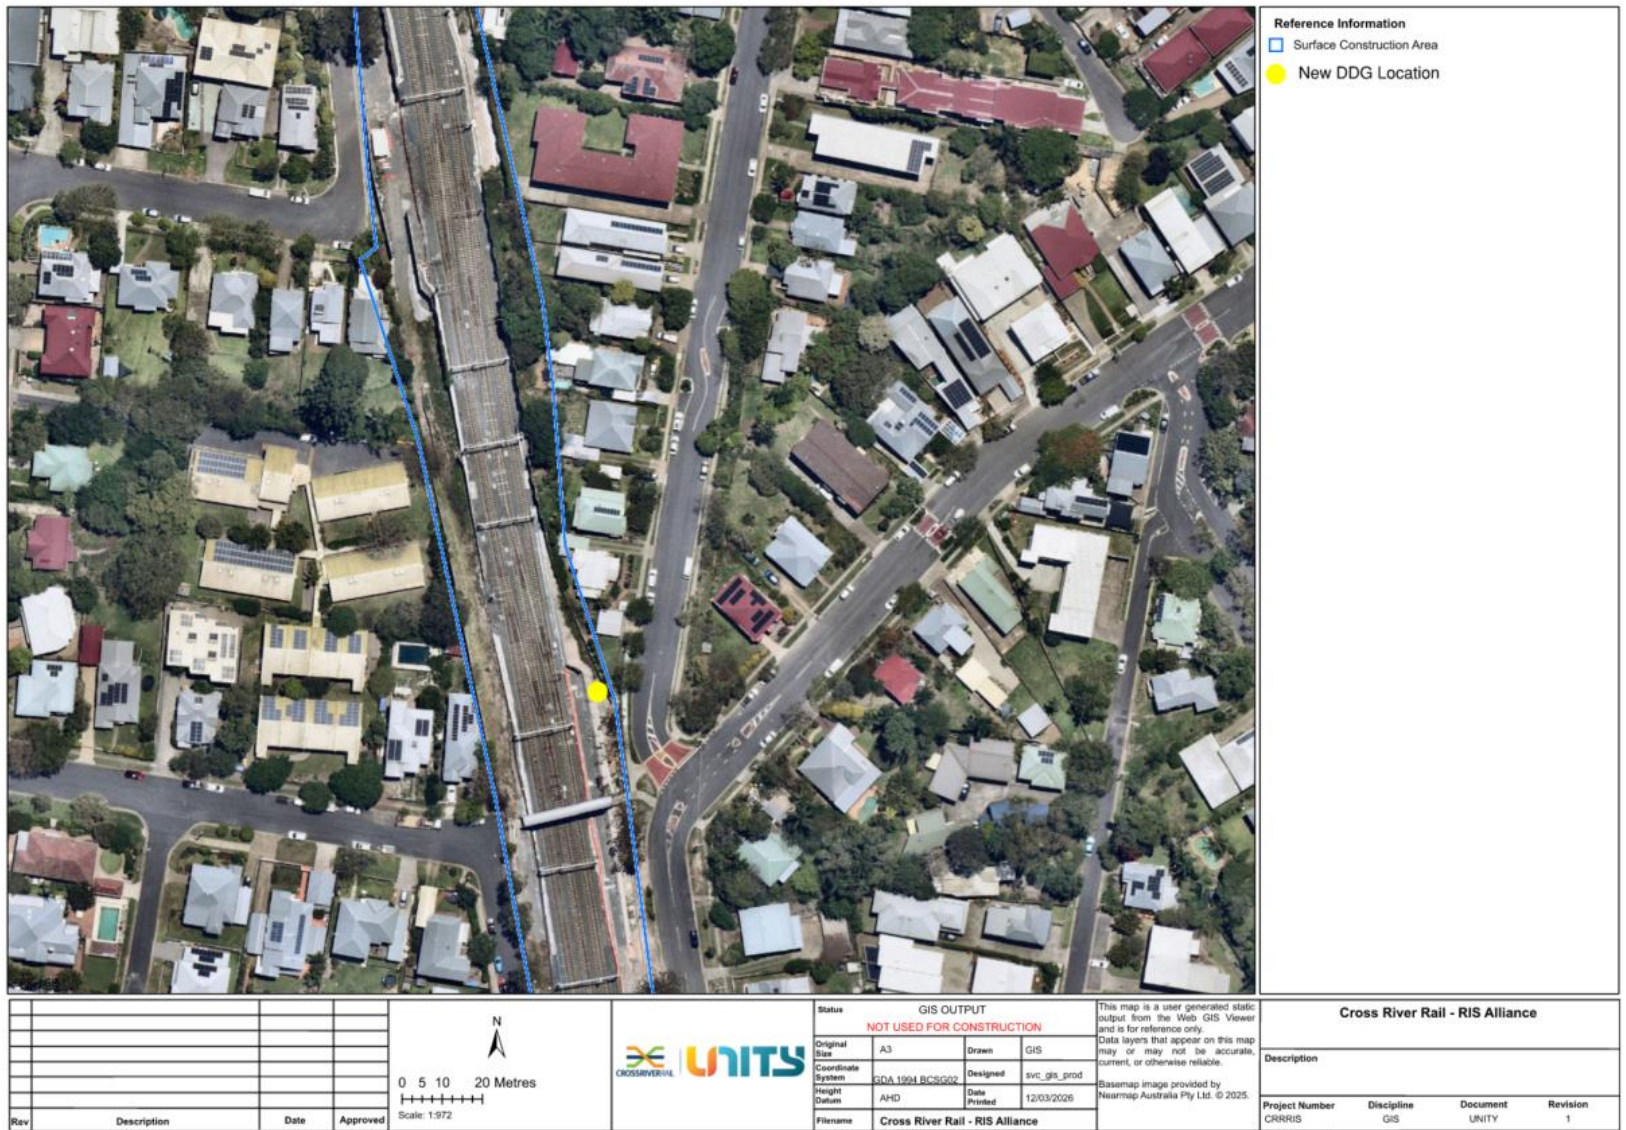 Reference Information
Surface Construction Area
New DDG Location
N
0 5 10 20 Metres
Scale: 1:972
Rev Description Date Approved
CROSSRIVERRAIL
UNITY
Status GIS OUTPUT
NOT USED FOR CONSTRUCTION
Original Size A3 Drawn GIS
Coordinate System GDA 1994 BCSG02 Designed svc_gis_prod
Height Datum AHD Date Printed 12/03/2026
Filename Cross River Rail - RIS Alliance
This map is a user generated static
output from the Web GIS Viewer
and is for reference only.
Data layers that appear on this map
may or may not be accurate,
current, or otherwise reliable.
Basemap image provided by
Nearmap Australia Pty Ltd. © 2025.
Cross River Rail - RIS Alliance
Description
Project Number Discipline Document Revision
CRRRIS GIS UNITY 1